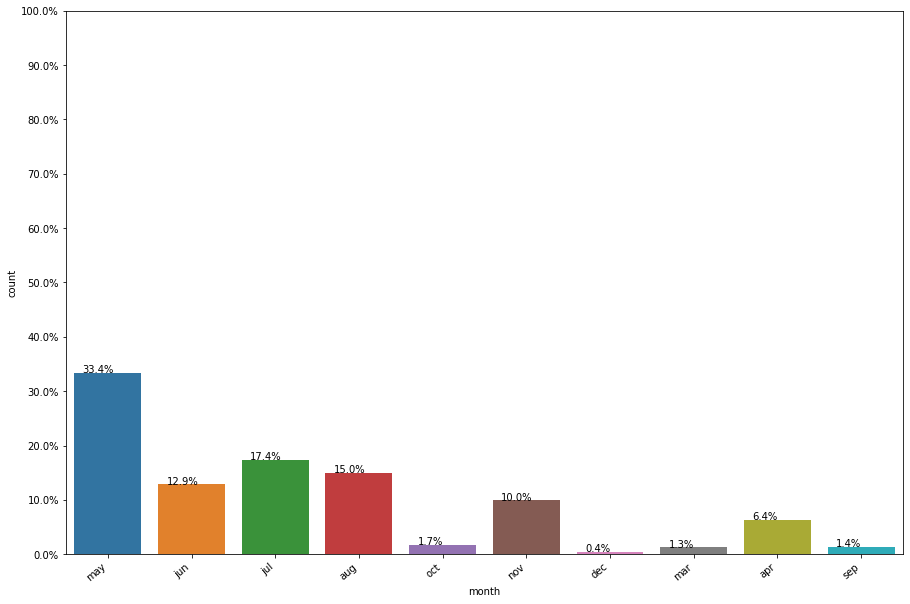 100.0%
90.0%
80.0%
70.0%
60.0%
50.0%
40.0%
30.0%
20.0%
10.0%
0.0%
count
33.4%
12.9%
17.4%
15.0%
1.7%
10.0%
0.4%
1.3%
6.4%
1.4%
may
jun
jul
aug
oct
nov
dec
mar
apr
sep
month